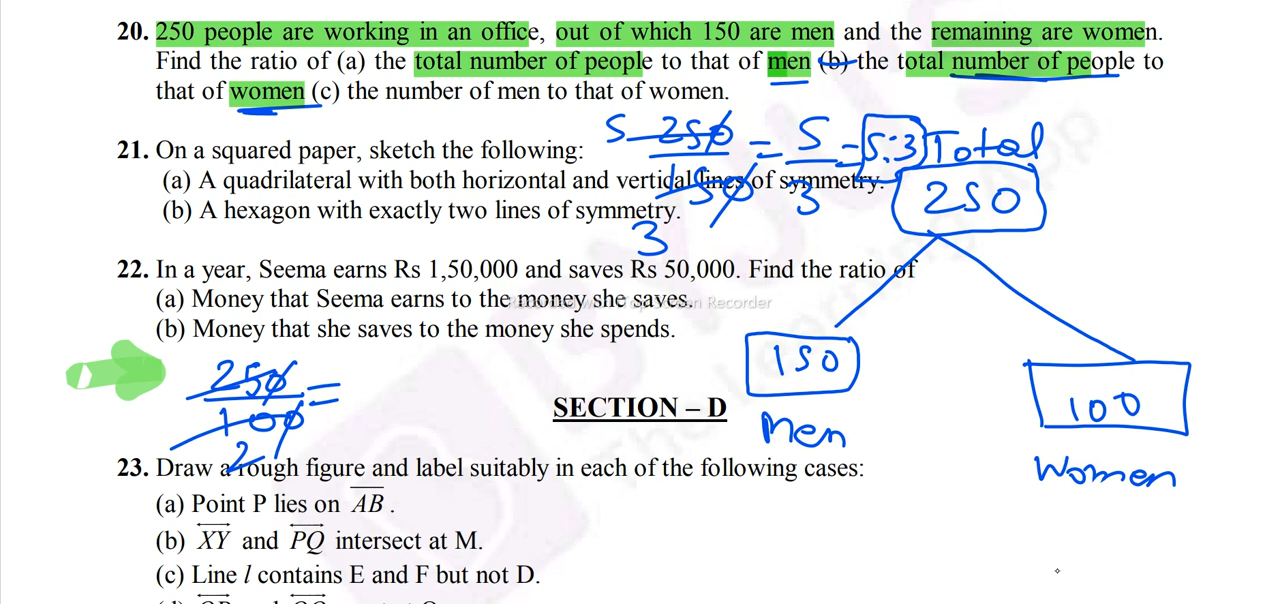 20. 250 people are working in an office, out of which 150 are men and the remaining are women.
Find the ratio of (a) the total number of people to that of men (b) the total number of people to
that of women (c) the number of men to that of women.
5 250 / 150 3 = 5/3 = 5:3
Total
250
21. On a squared paper, sketch the following:
(a) A quadrilateral with both horizontal and vertical lines of symmetry.
(b) A hexagon with exactly two lines of symmetry.
22. In a year, Seema earns Rs 1,50,000 and saves Rs 50,000. Find the ratio of
(a) Money that Seema earns to the money she saves.
(b) Money that she saves to the money she spends.
150
Men
100
Women
250 / 100 2 =
SECTION – D
23. Draw a rough figure and label suitably in each of the following cases:
(a) Point P lies on AB.
(b) XY and PQ intersect at M.
(c) Line l contains E and F but not D.